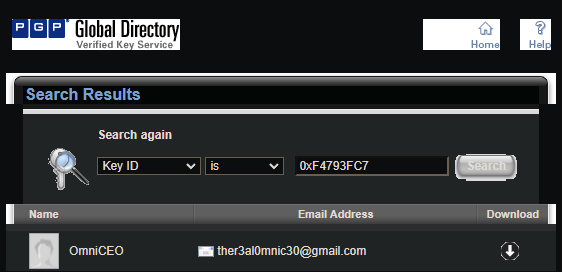 PGP Global Directory
Verified Key Service
Home
Help
Search Results
Search again
Key ID is 0xF4793FC7 Search
Name Email Address Download
OmniCEO ther3al0mnic30@gmail.com